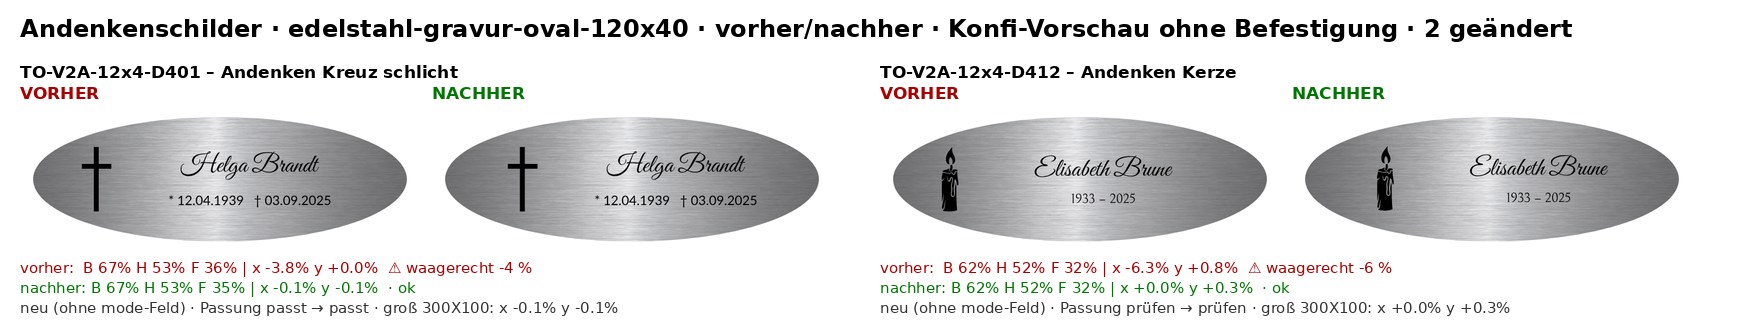 Andenkenschilder · edelstahl-gravur-oval-120x40 · vorher/nachher · Konfi-Vorschau ohne Befestigung · 2 geändert
TO-V2A-12x4-D401 – Andenken Kreuz schlicht
VORHER
NACHHER
Helga Brandt
* 12.04.1939 † 03.09.2025
Helga Brandt
* 12.04.1939 † 03.09.2025
vorher: B 67% H 53% F 36% | x -3.8% y +0.0% ⚠ waagerecht -4 %
nachher: B 67% H 53% F 35% | x -0.1% y -0.1% · ok
neu (ohne mode-Feld) · Passung passt → passt · groß 300X100: x -0.1% y -0.1%
TO-V2A-12x4-D412 – Andenken Kerze
VORHER
NACHHER
Elisabeth Brune
1933 – 2025
Elisabeth Brune
1933 – 2025
vorher: B 62% H 52% F 32% | x -6.3% y +0.8% ⚠ waagerecht -6 %
nachher: B 62% H 52% F 32% | x +0.0% y +0.3% · ok
neu (ohne mode-Feld) · Passung prüfen → prüfen · groß 300X100: x +0.0% y +0.3%